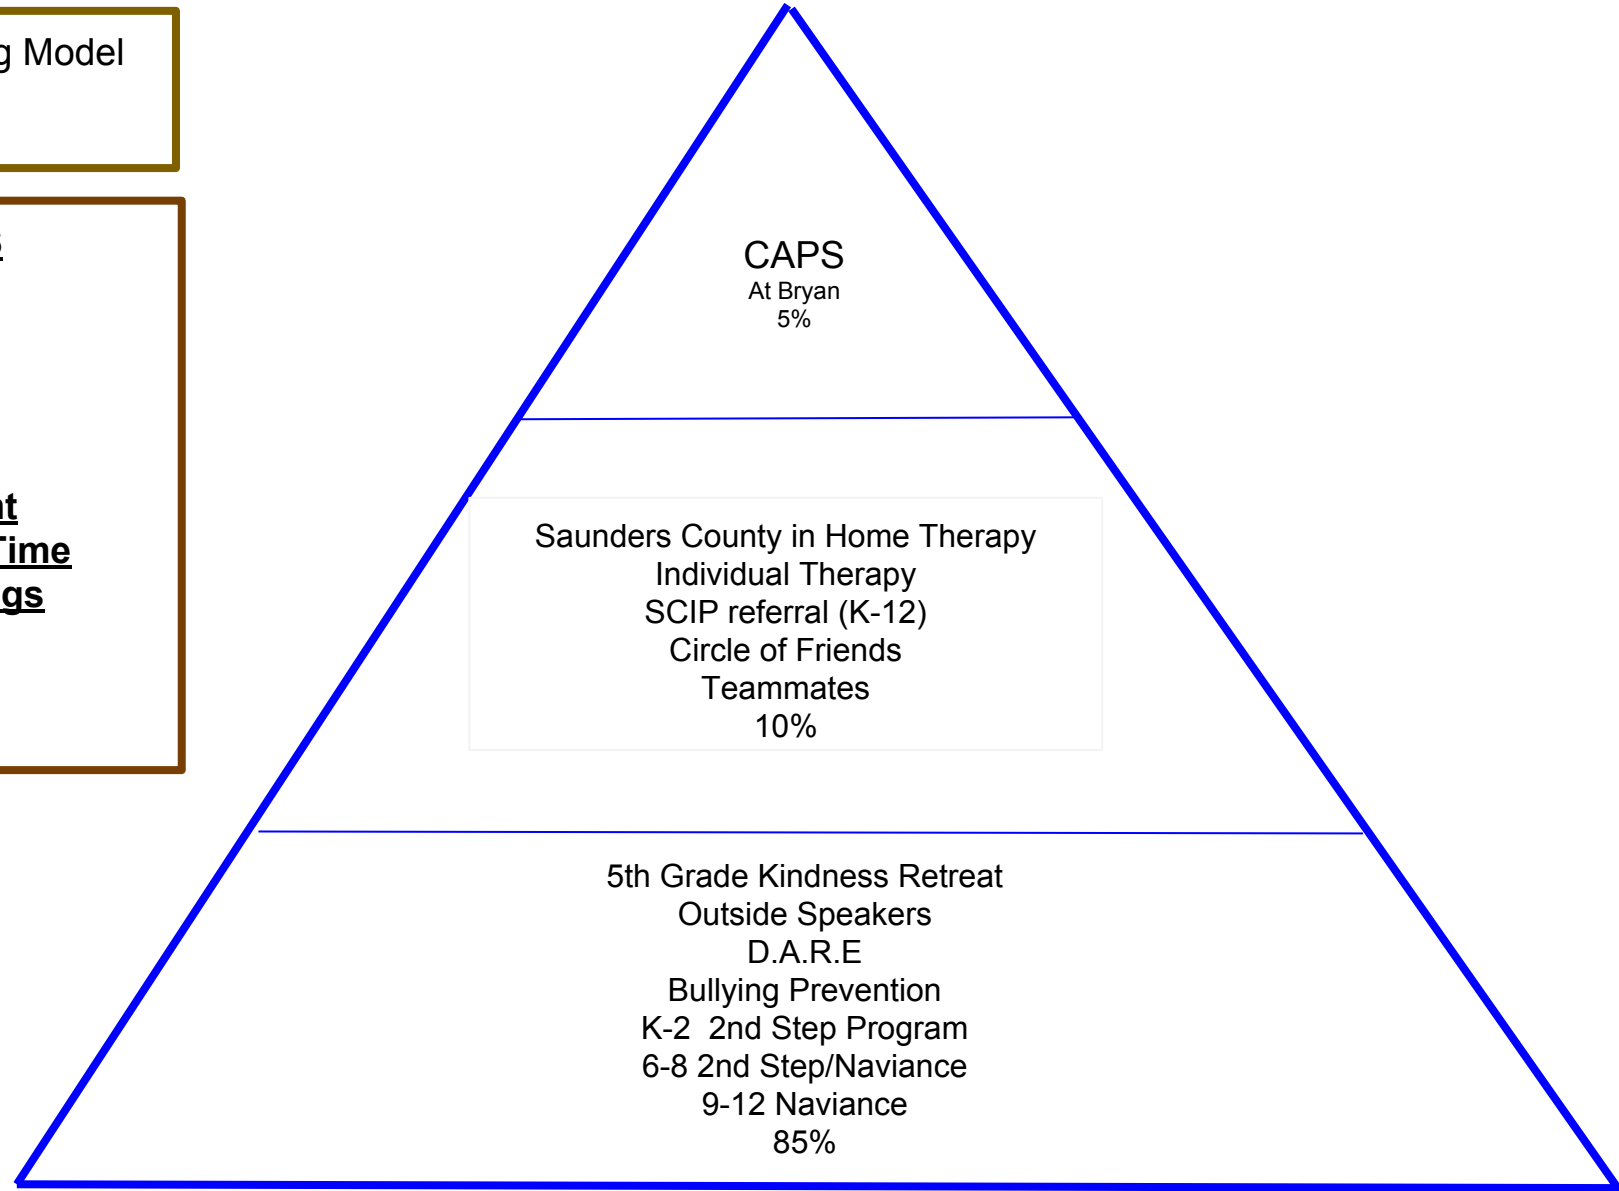 g Model
s
nt
Time
gs
CAPS
At Bryan
5%
Saunders County in Home Therapy
Individual Therapy
SCIP referral (K-12)
Circle of Friends
Teammates
10%
5th Grade Kindness Retreat
Outside Speakers
D.A.R.E
Bullying Prevention
K-2  2nd Step Program
6-8 2nd Step/Naviance
9-12 Naviance
85%